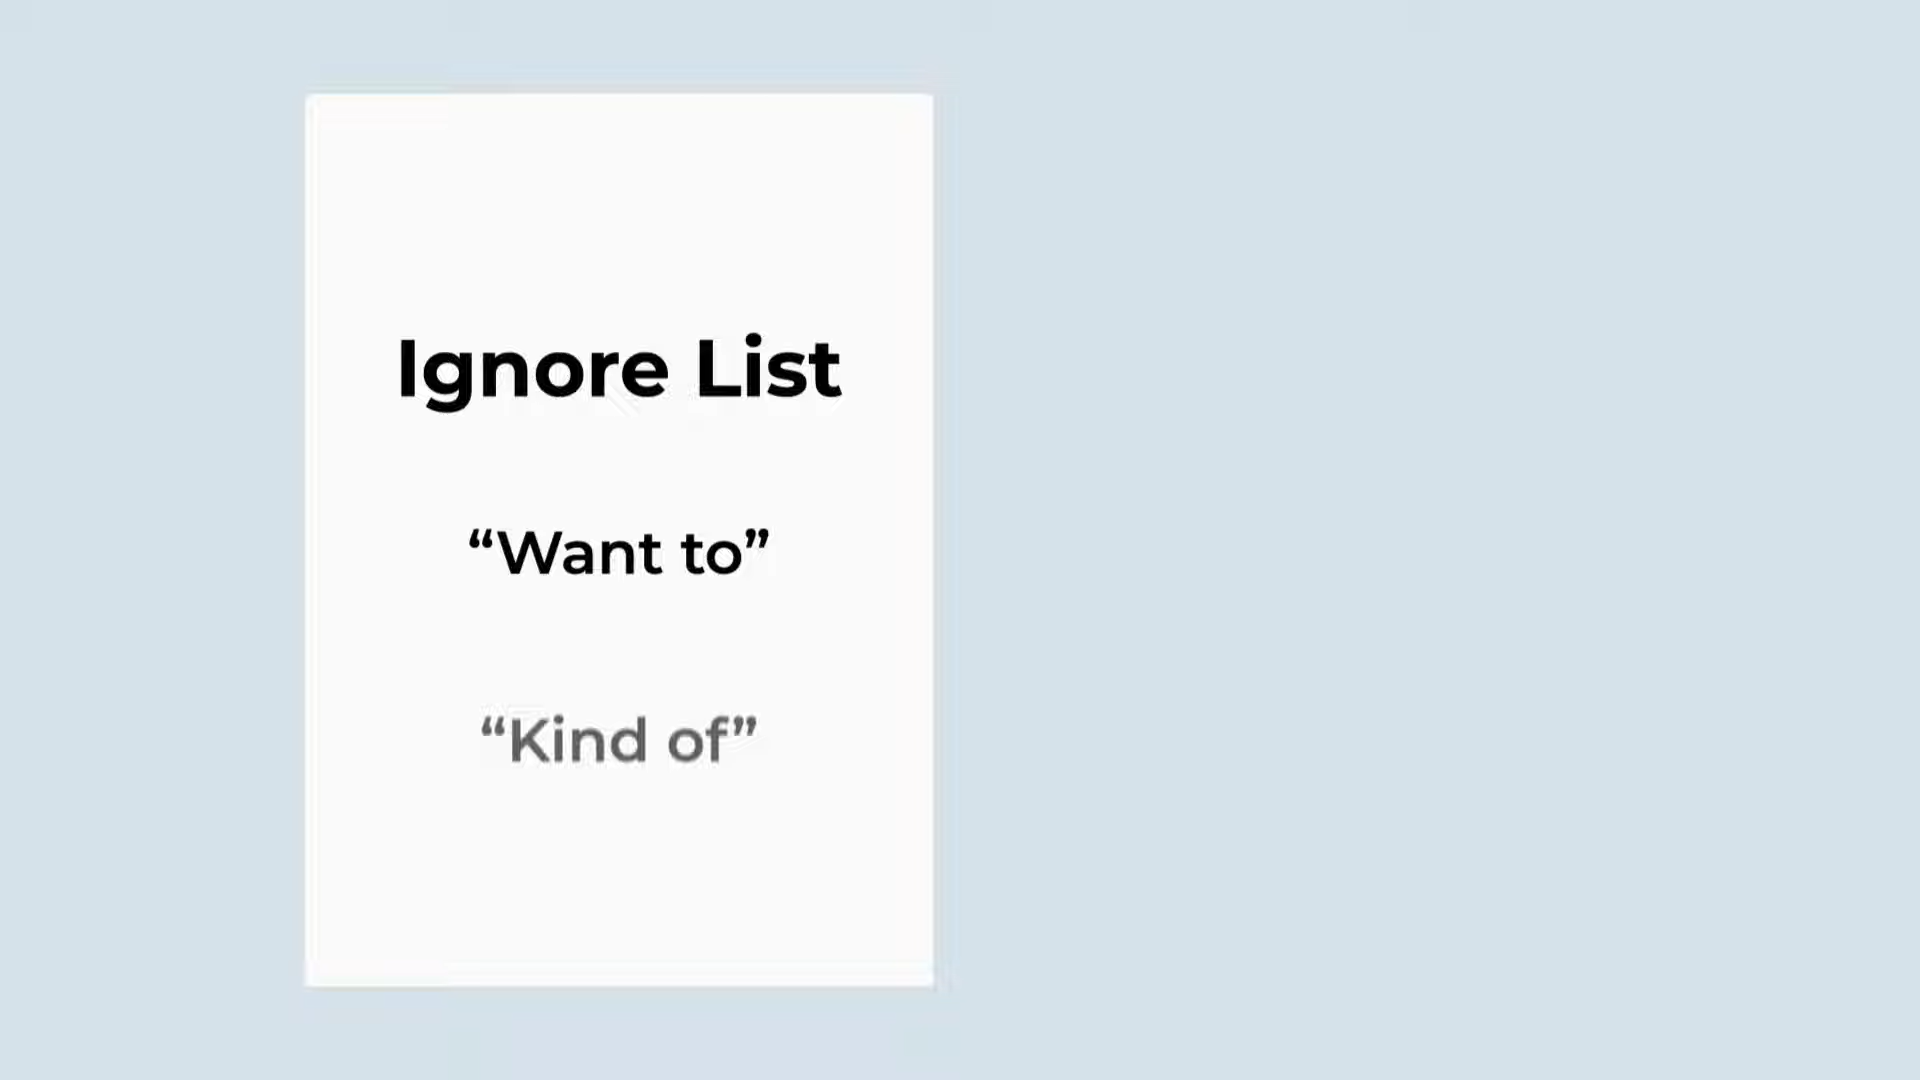 Ignore List
“Want to”
“Kind of”